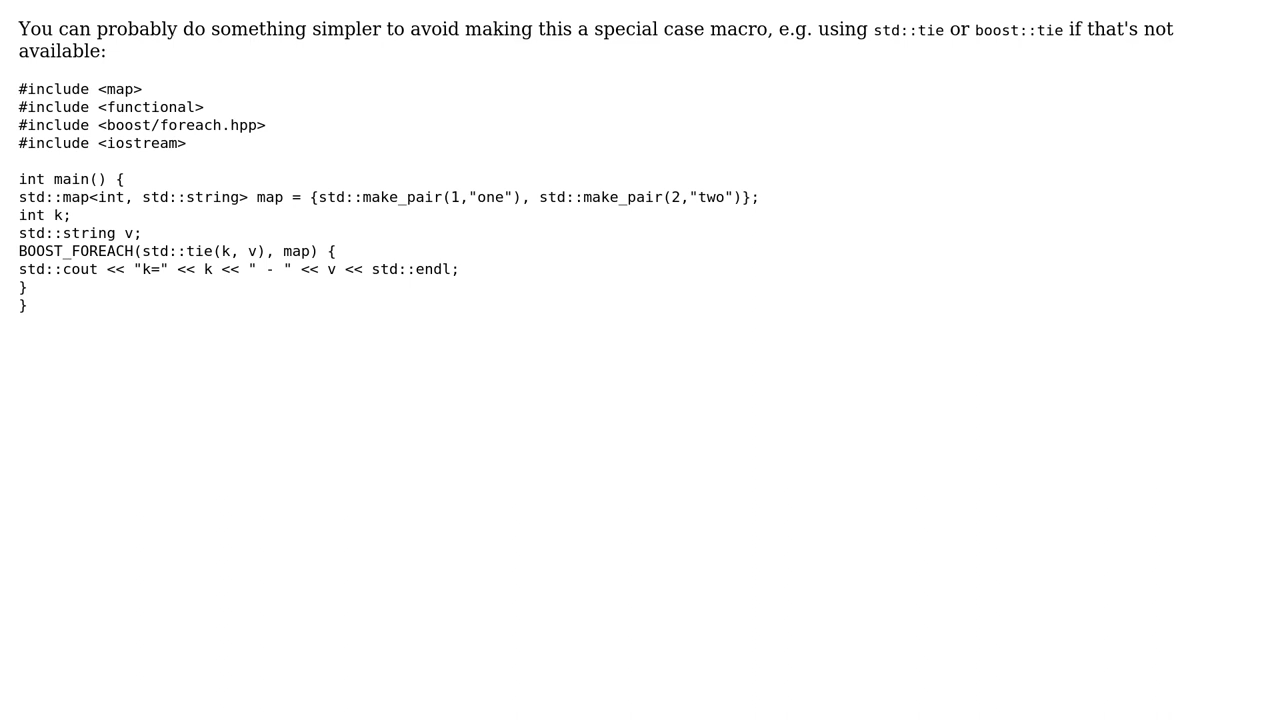 You can probably do something simpler to avoid making this a special case macro, e.g. using std::tie or boost::tie if that's not
available:
#include <map>
#include <functional>
#include <boost/foreach.hpp>
#include <iostream>
int main() {
std::map<int, std::string> map = {std::make_pair(1,"one"), std::make_pair(2,"two")};
int k;
std::string v;
BOOST_FOREACH(std::tie(k, v), map) {
std::cout << "k=" << k << " - " << v << std::endl;
}
}